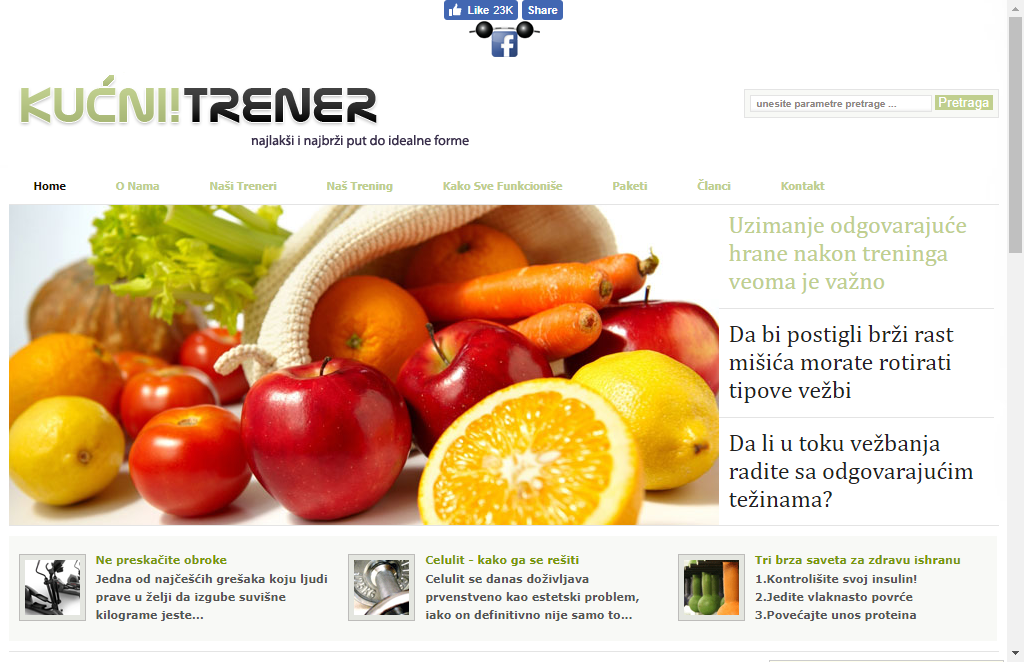 Like 23K Share
KUĆNI!TRENER
najlakši i najbrži put do idealne forme
unesite parametre pretrage ... Pretraga
Home O Nama Naši Treneri Naš Trening Kako Sve Funkcioniše Paketi Članci Kontakt
Uzimanje odgovarajuće
hrane nakon treninga
veoma je važno
Da bi postigli brži rast
mišića morate rotirati
tipove vežbi
Da li u toku vežbanja
radite sa odgovarajućim
težinama?
Ne preskačite obroke
Jedna od najčešćih grešaka koju ljudi
prave u želji da izgube suvišne
kilograme jeste...
Celulit - kako ga se rešiti
Celulit se danas doživljava
prvenstveno kao estetski problem,
iako on definitivno nije samo to...
Tri brza saveta za zdravu ishranu
1.Kontrolišite svoj insulin!
2.Jedite vlaknasto povrće
3.Povećajte unos proteina